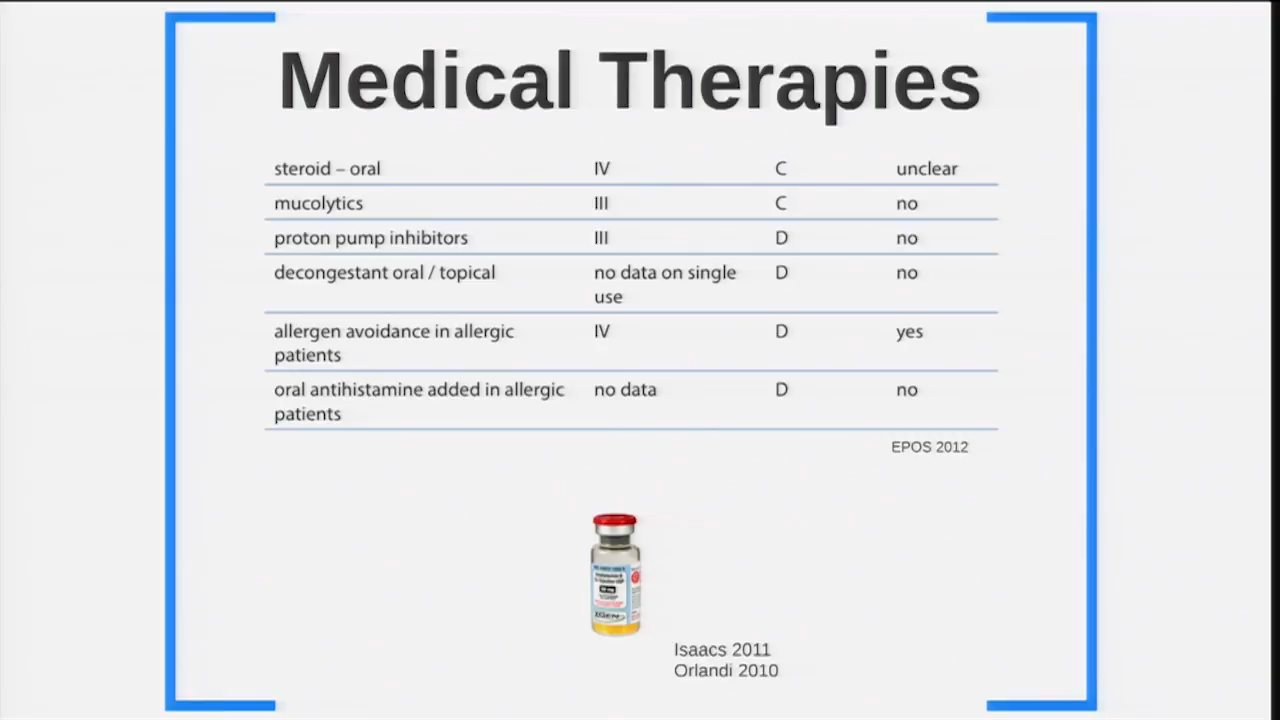 Medical Therapies
steroid – oral IV C unclear
mucolytics III C no
proton pump inhibitors III D no
decongestant oral / topical no data on single D no
use
allergen avoidance in allergic IV D yes
patients
oral antihistamine added in allergic no data D no
patients
EPOS 2012
XGEN
Isaacs 2011
Orlandi 2010